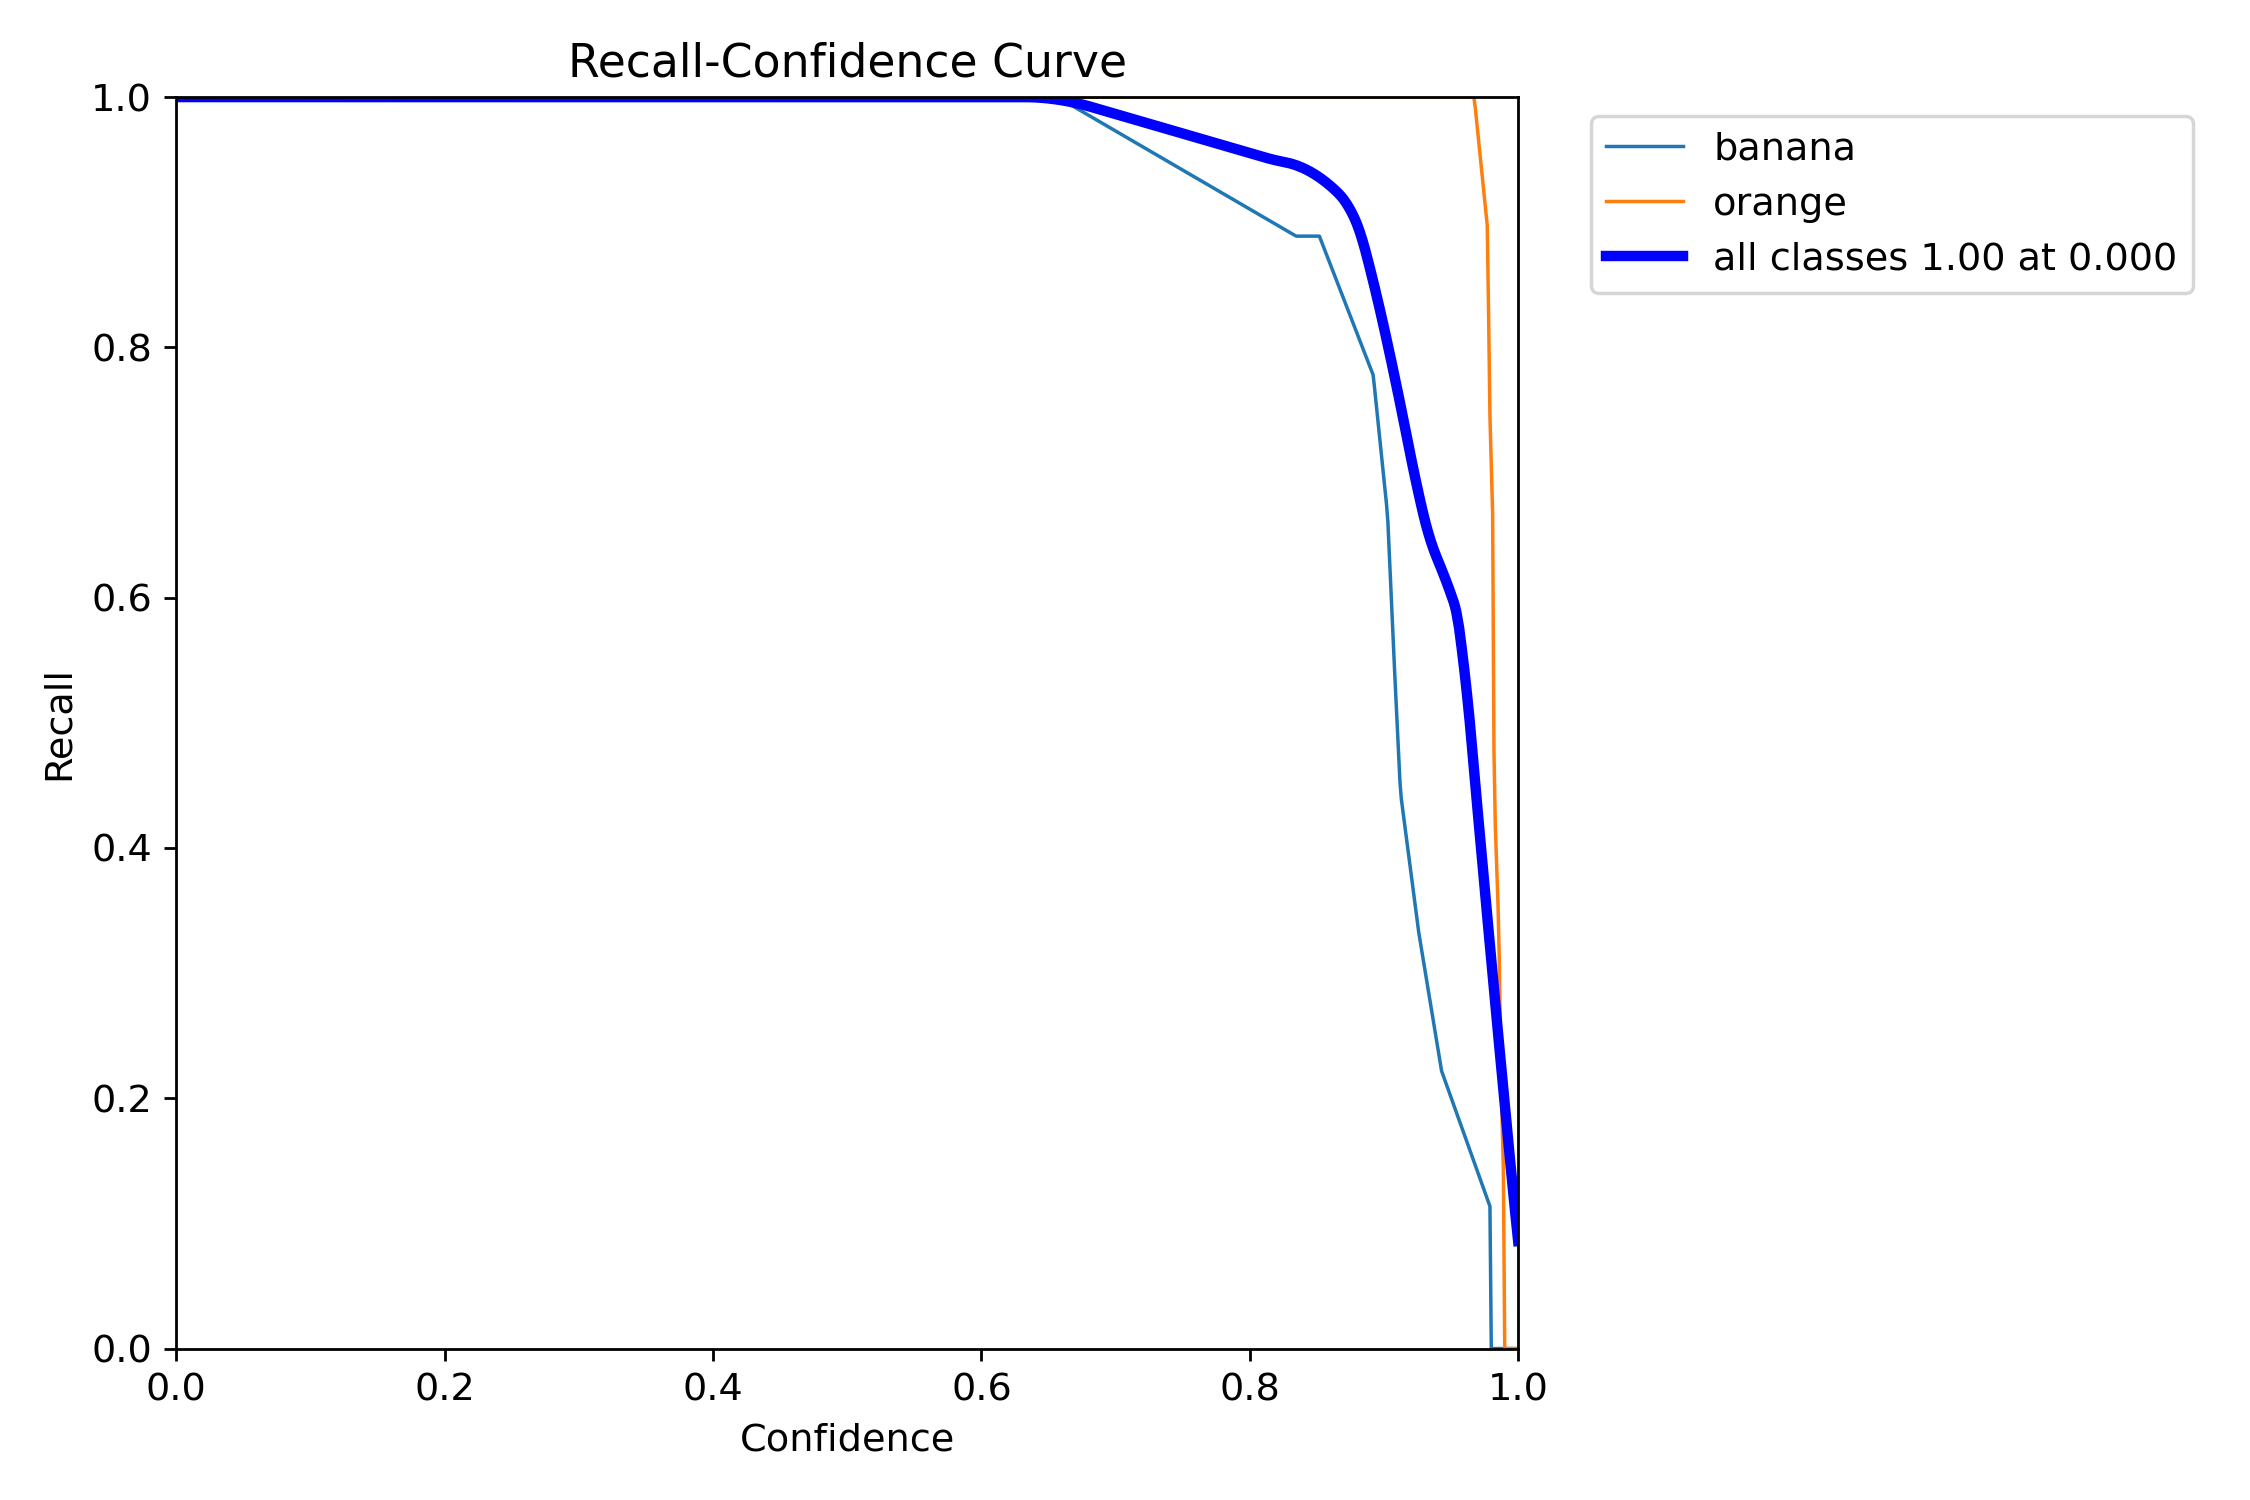 Recall-Confidence Curve
1.0
0.8
0.6
0.4
0.2
0.0
Recall
0.0 0.2 0.4 0.6 0.8 1.0
Confidence
banana
orange
all classes 1.00 at 0.000